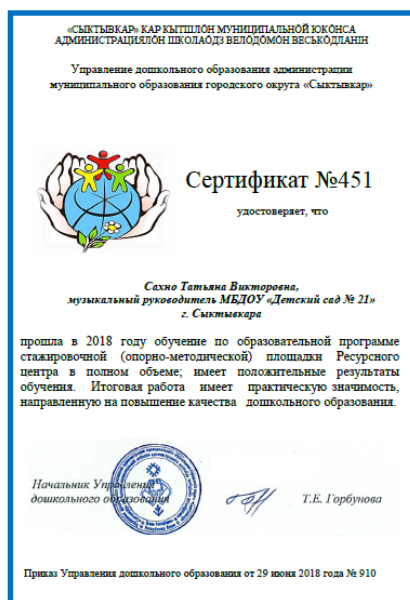 «СЫКТЫВКАР» КАР КЫТШЛӦН МУНИЦИПАЛЬНӦЙ ЮКӦНСА
АДМИНИСТРАЦИЯЛӦН ШКОЛАӦДЗ ВЕЛӦДӦМӦН ВЕСЬКӦДЛАНІН
Управление дошкольного образования администрации
муниципального образования городского округа «Сыктывкар»
Сертификат №451
удостоверяет, что
Сахно Татьяна Викторовна,
музыкальный руководитель МБДОУ «Детский сад № 21»
г. Сыктывкара
прошла в 2018 году обучение по образовательной программе
стажировочной (опорно-методической) площадки Ресурсного
центра в полном объеме; имеет положительные результаты
обучения. Итоговая работа имеет практическую значимость,
направленную на повышение качества дошкольного образования.
Начальник Управления
дошкольного образования Т.Е. Горбунова
Приказ Управления дошкольного образования от 29 июня 2018 года № 910